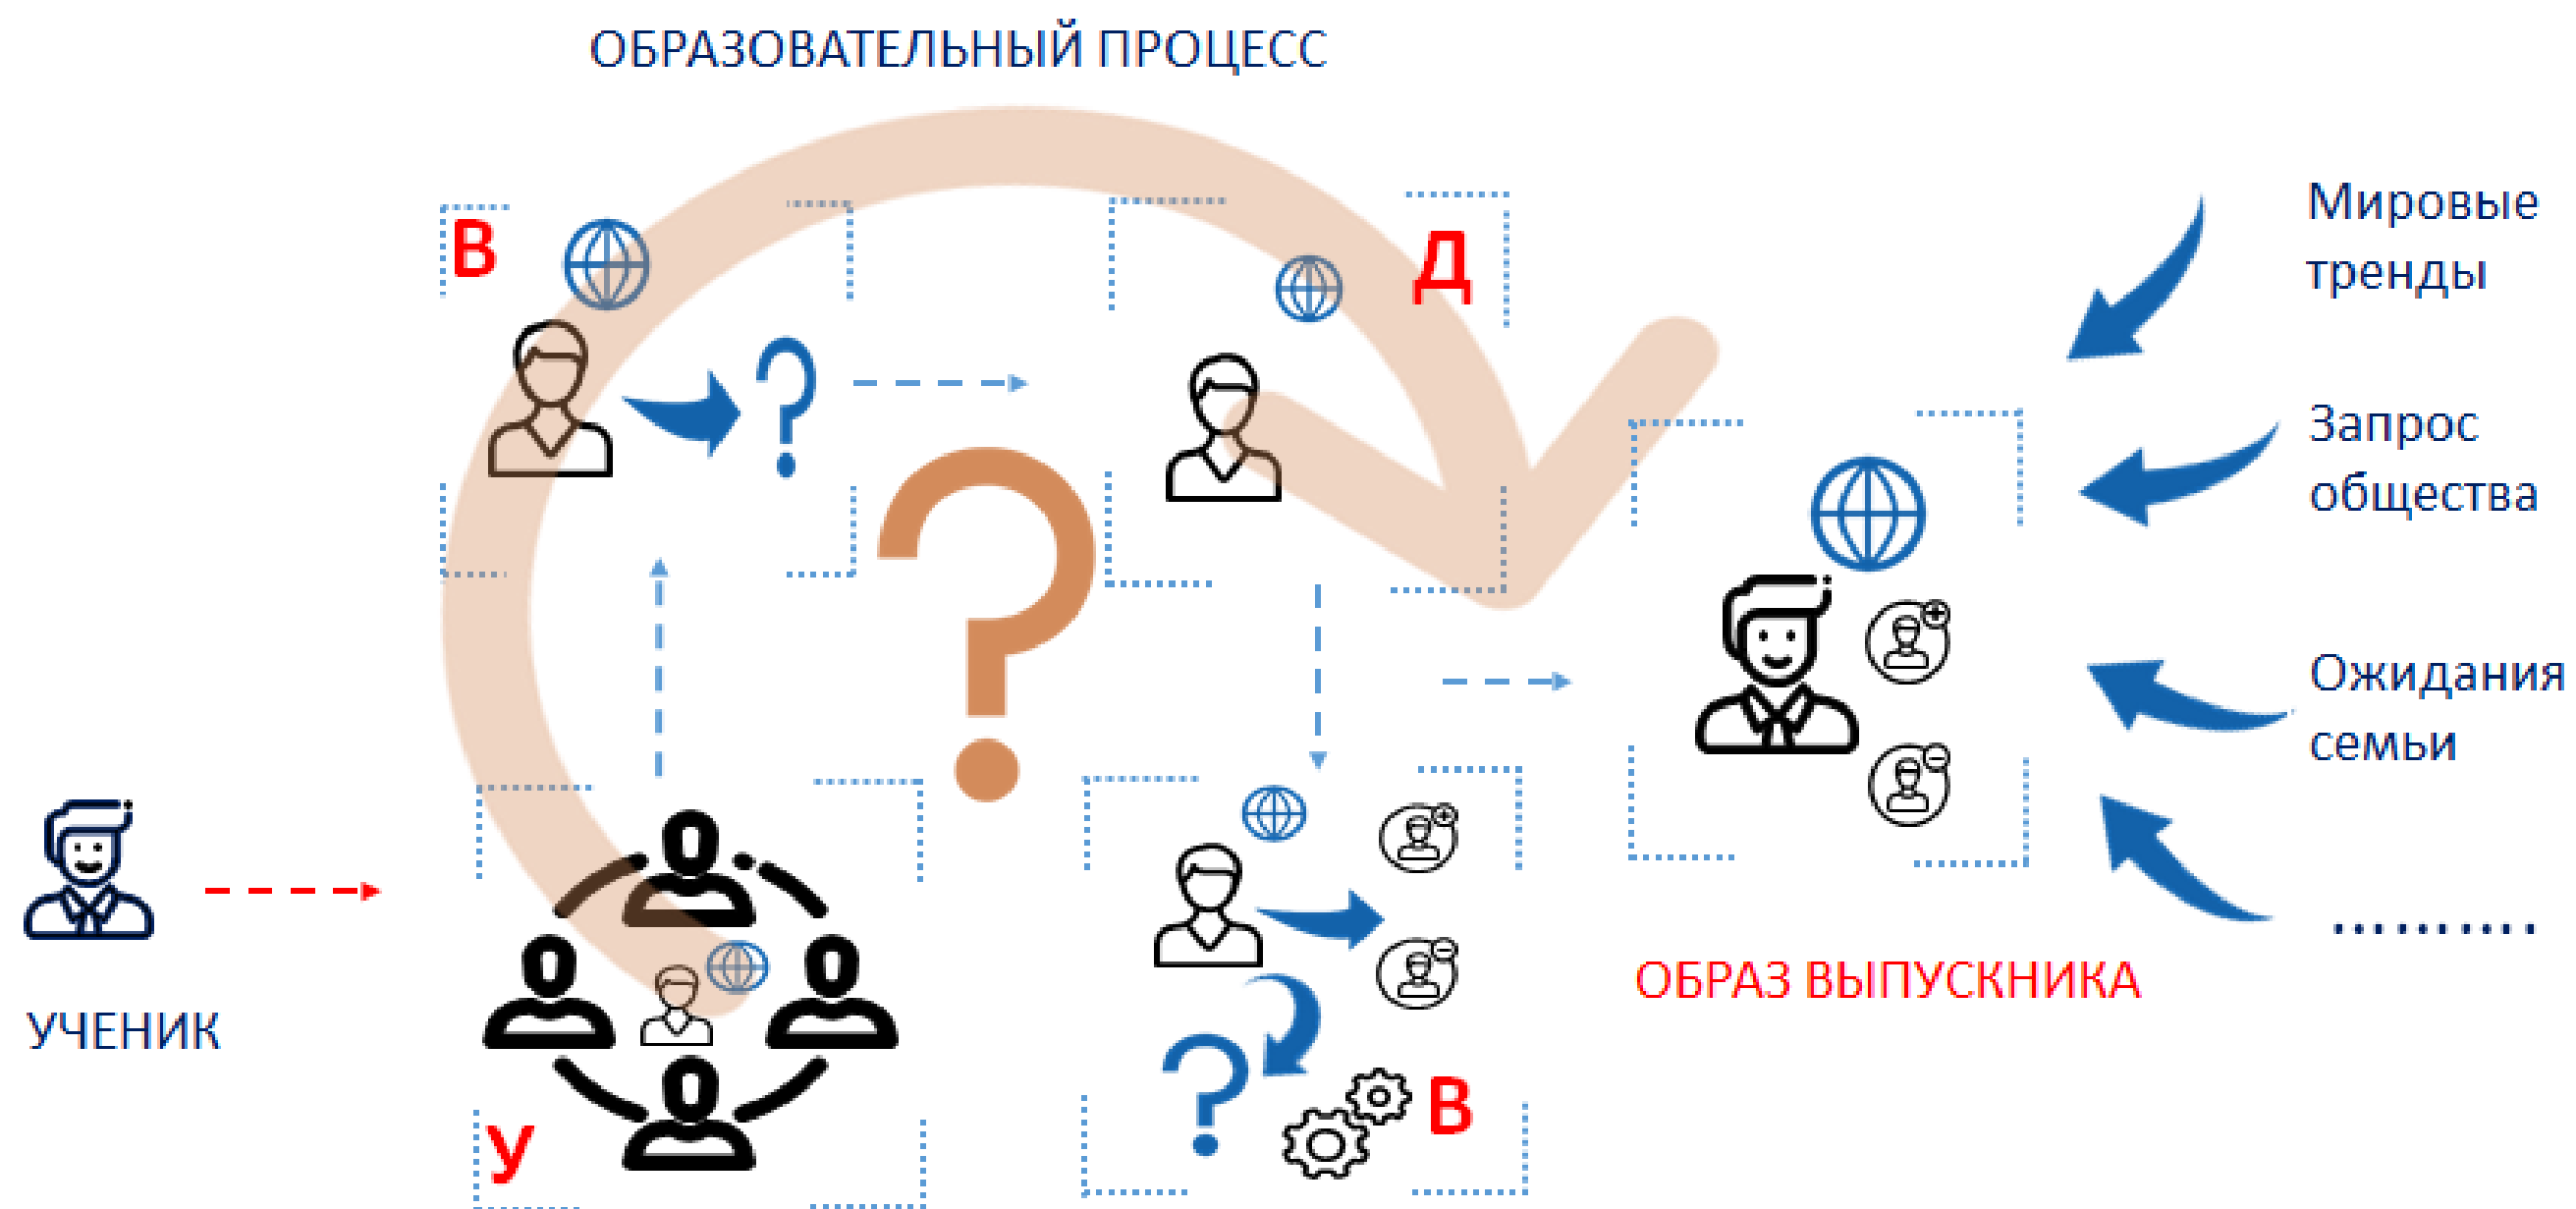 ОБРАЗОВАТЕЛЬНЫЙ ПРОЦЕСС
В
Д
Мировые
тренды
Запрос
общества
Ожидания
семьи
..........
УЧЕНИК
У
В
ОБРАЗ ВЫПУСКНИКА